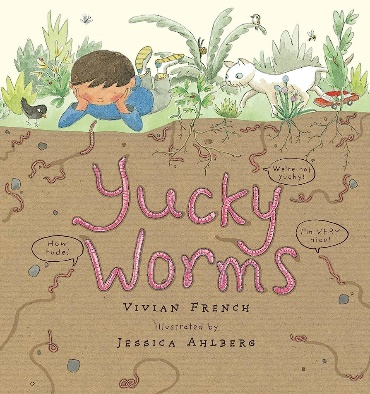 Yucky
We're not
yucky!
I'm VERY
nice!
How
rude!
Worms
VIVIAN FRENCH
illustrated by
JESSICA AHLBERG